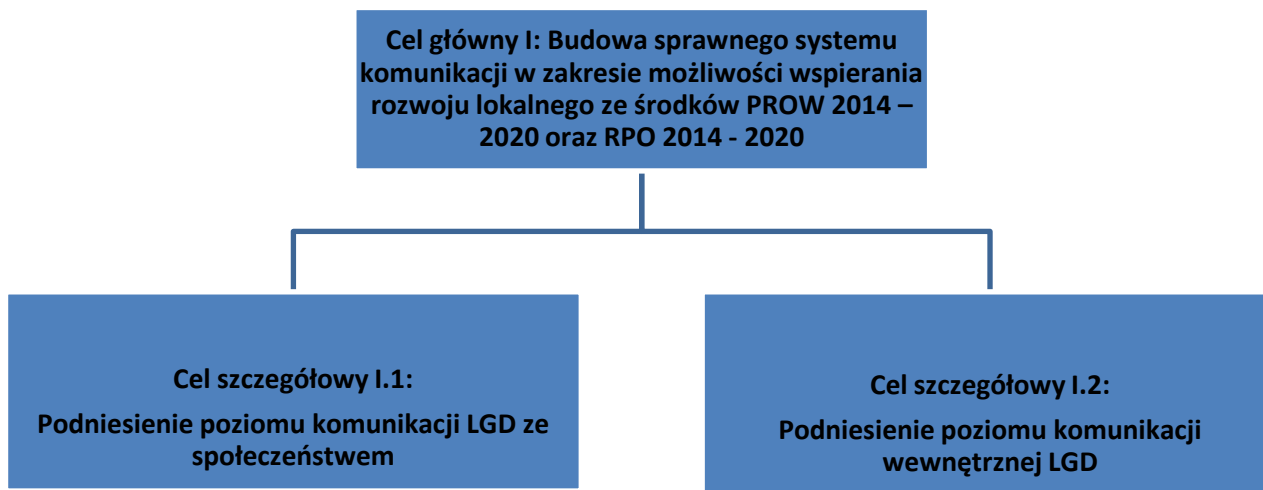 Cel główny I: Budowa sprawnego systemu
komunikacji w zakresie możliwości wspierania
rozwoju lokalnego ze środków PROW 2014 –
2020 oraz RPO 2014 - 2020
Cel szczegółowy I.1:
Podniesienie poziomu komunikacji LGD ze
społeczeństwem
Cel szczegółowy I.2:
Podniesienie poziomu komunikacji
wewnętrznej LGD